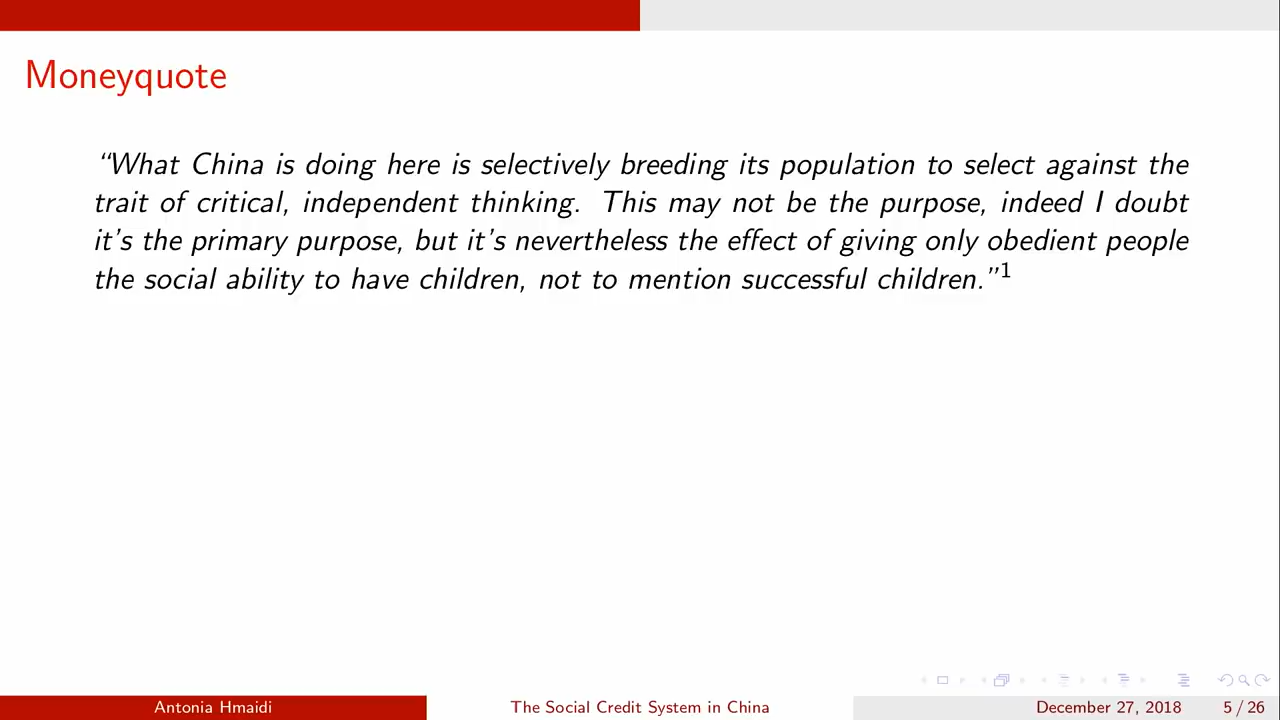 Moneyquote
“What China is doing here is selectively breeding its population to select against the
trait of critical, independent thinking. This may not be the purpose, indeed I doubt
it’s the primary purpose, but it’s nevertheless the effect of giving only obedient people
the social ability to have children, not to mention successful children.”1
Antonia Hmaidi
The Social Credit System in China
December 27, 2018
5 / 26